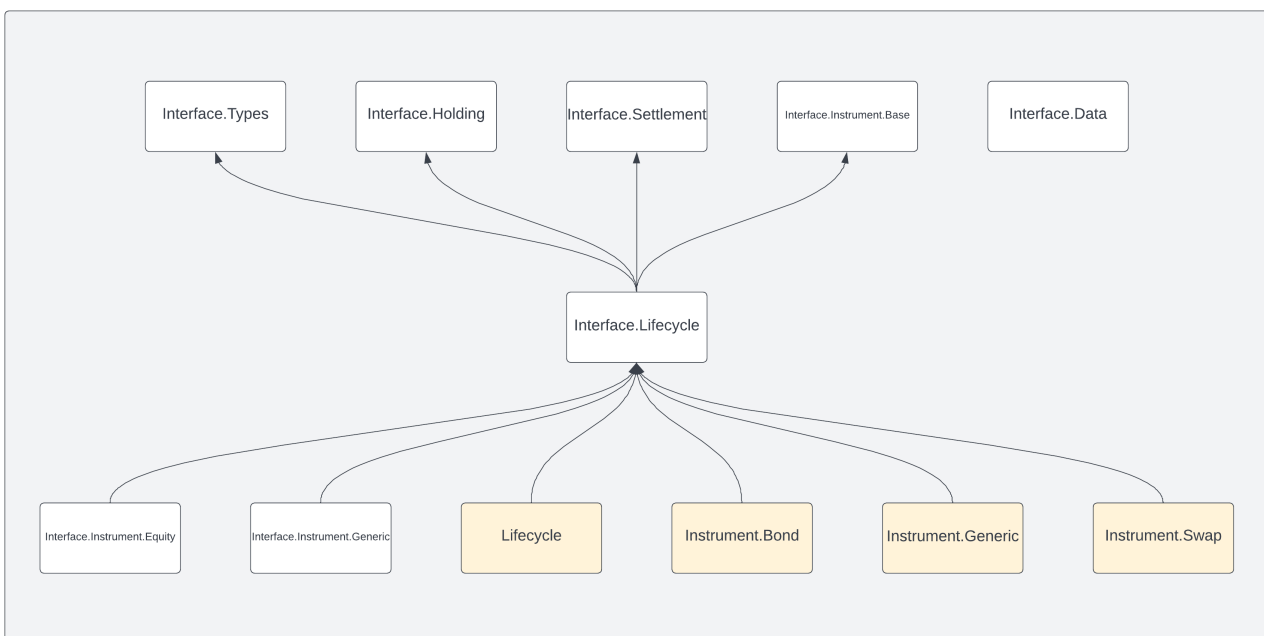 Interface.Types
Interface.Holding
Interface.Settlement
Interface.Instrument.Base
Interface.Data
Interface.Lifecycle
Interface.Instrument.Equity
Interface.Instrument.Generic
Lifecycle
Instrument.Bond
Instrument.Generic
Instrument.Swap